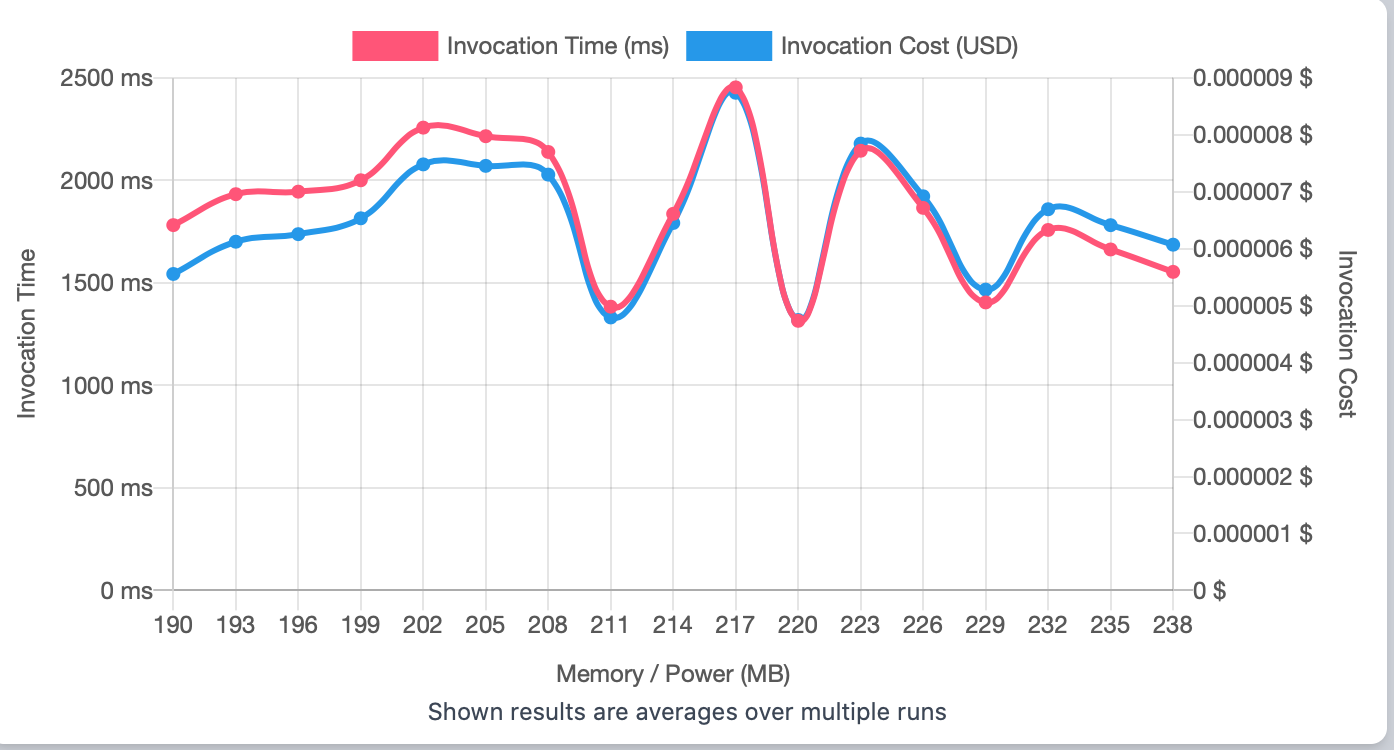 Invocation Time (ms) Invocation Cost (USD)
2500 ms
2000 ms
1500 ms
1000 ms
500 ms
0 ms
Invocation Time
0.000009 $
0.000008 $
0.000007 $
0.000006 $
0.000005 $
0.000004 $
0.000003 $
0.000002 $
0.000001 $
0 $
Invocation Cost
190 193 196 199 202 205 208 211 214 217 220 223 226 229 232 235 238
Memory / Power (MB)
Shown results are averages over multiple runs